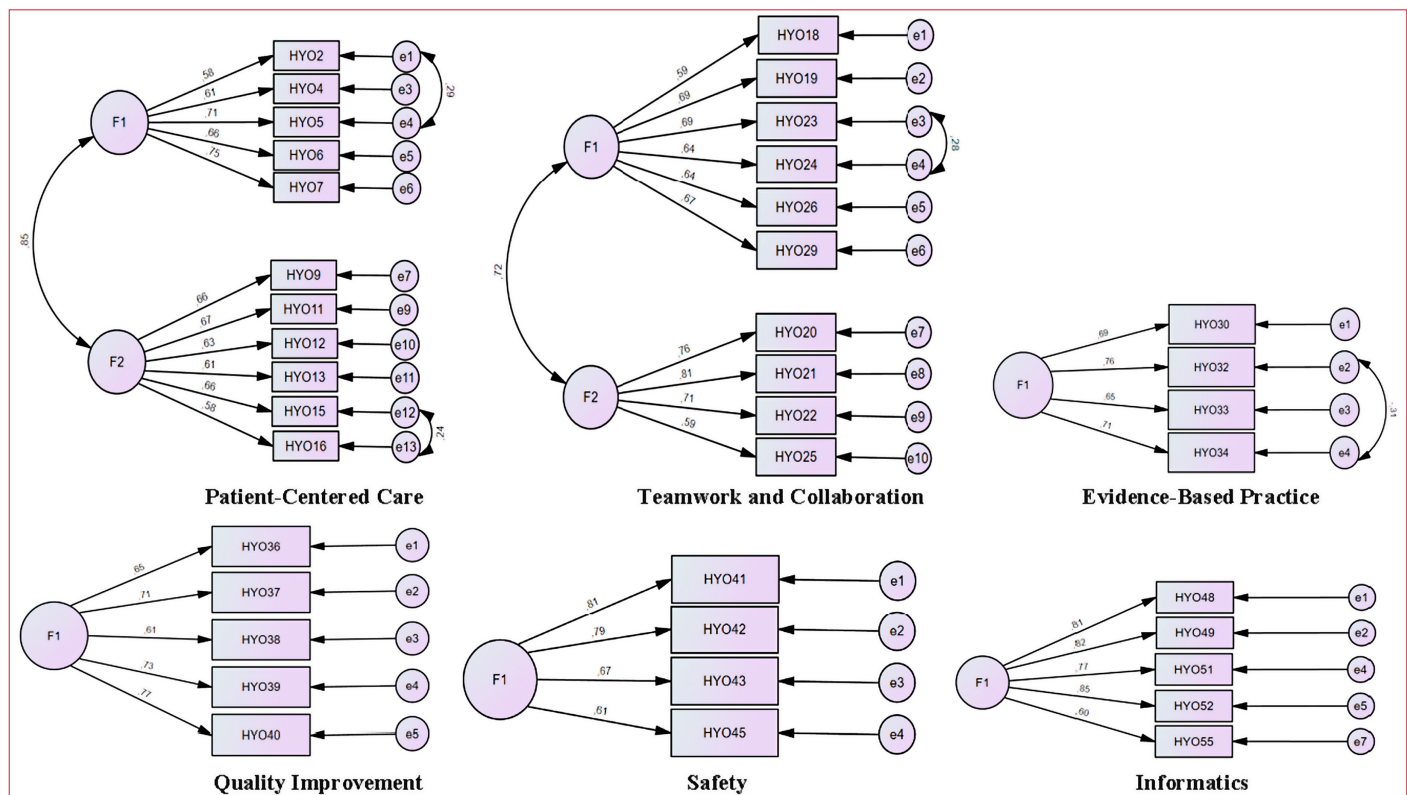 HYO2
e1
.58
HYO4
e3
.61
.29
F1
.71
HYO5
e4
.66
HYO6
e5
.75
HYO7
e6
.85
HYO9
e7
.66
HYO11
e9
.67
HYO12
e10
.63
F2
.61
HYO13
e11
.66
HYO15
e12
.58
.24
HYO16
e13
Patient-Centered Care
HYO18
e1
.59
HYO19
e2
.69
HYO23
e3
.69
.28
F1
.64
HYO24
e4
.64
HYO26
e5
.67
HYO29
e6
.72
HYO20
e7
.76
HYO21
e8
.81
F2
.71
HYO22
e9
.59
HYO25
e10
Teamwork and Collaboration
HYO30
e1
.69
HYO32
e2
.76
F1
.65
HYO33
e3
-.31
.71
HYO34
e4
Evidence-Based Practice
HYO36
e1
.65
HYO37
e2
.71
F1
.61
HYO38
e3
.73
HYO39
e4
.77
HYO40
e5
Quality Improvement
HYO41
e1
.81
HYO42
e2
.79
F1
.67
HYO43
e3
.61
HYO45
e4
Safety
HYO48
e1
.81
HYO49
e2
.82
F1
.77
HYO51
e4
.85
HYO52
e5
.60
HYO55
e7
Informatics